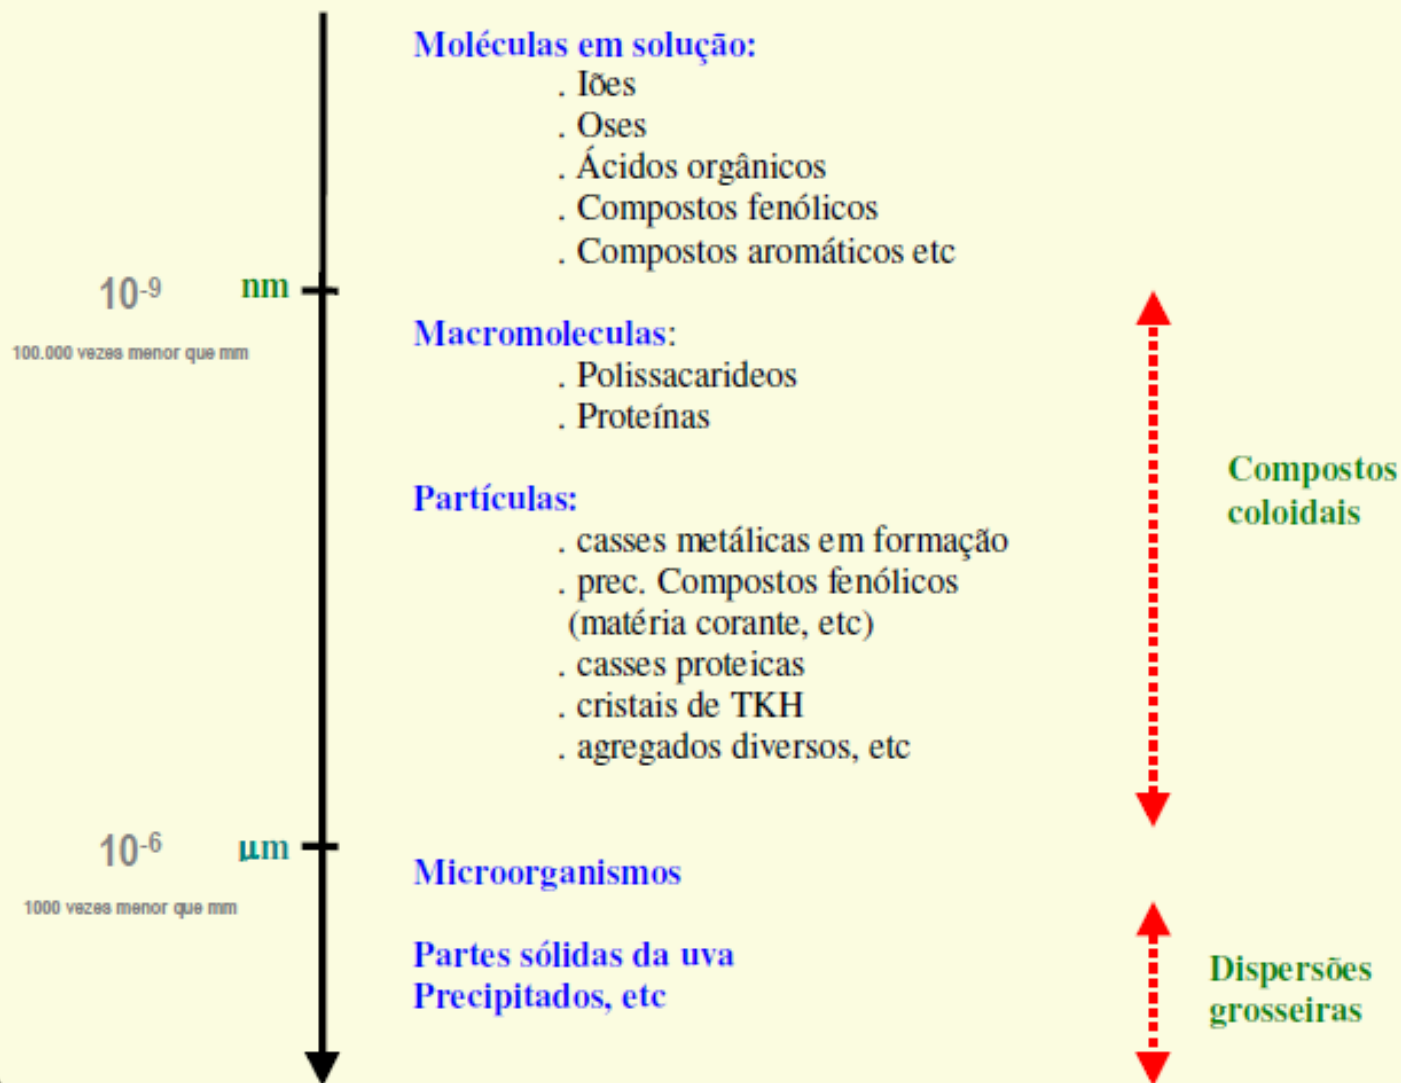 Moléculas em solução:
. Iões
. Oses
. Ácidos orgânicos
. Compostos fenólicos
. Compostos aromáticos etc
10-9 nm
100.000 vezes menor que mm
Macromoleculas:
. Polissacarideos
. Proteínas
Compostos
coloidais
Partículas:
. casses metálicas em formação
. prec. Compostos fenólicos
(matéria corante, etc)
. casses proteicas
. cristais de TKH
. agregados diversos, etc
10-6 µm
1000 vezes menor que mm
Microorganismos
Partes sólidas da uva
Precipitados, etc
Dispersões
grosseiras